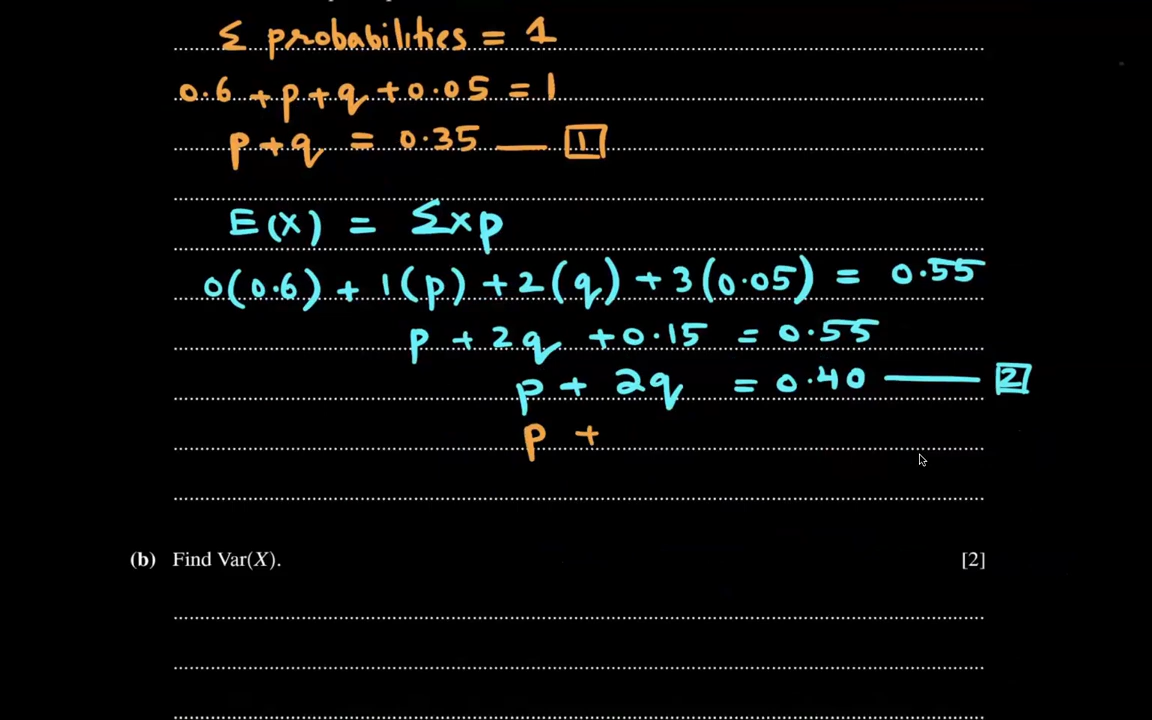 Σ probabilities = 1
0.6 + p + q + 0.05 = 1
p + q = 0.35 — 1
E(X) = Σxp
0(0.6) + 1(p) + 2(q) + 3(0.05) = 0.55
p + 2q + 0.15 = 0.55
p + 2q = 0.40 — 2
p +
(b) Find Var(X). [2]